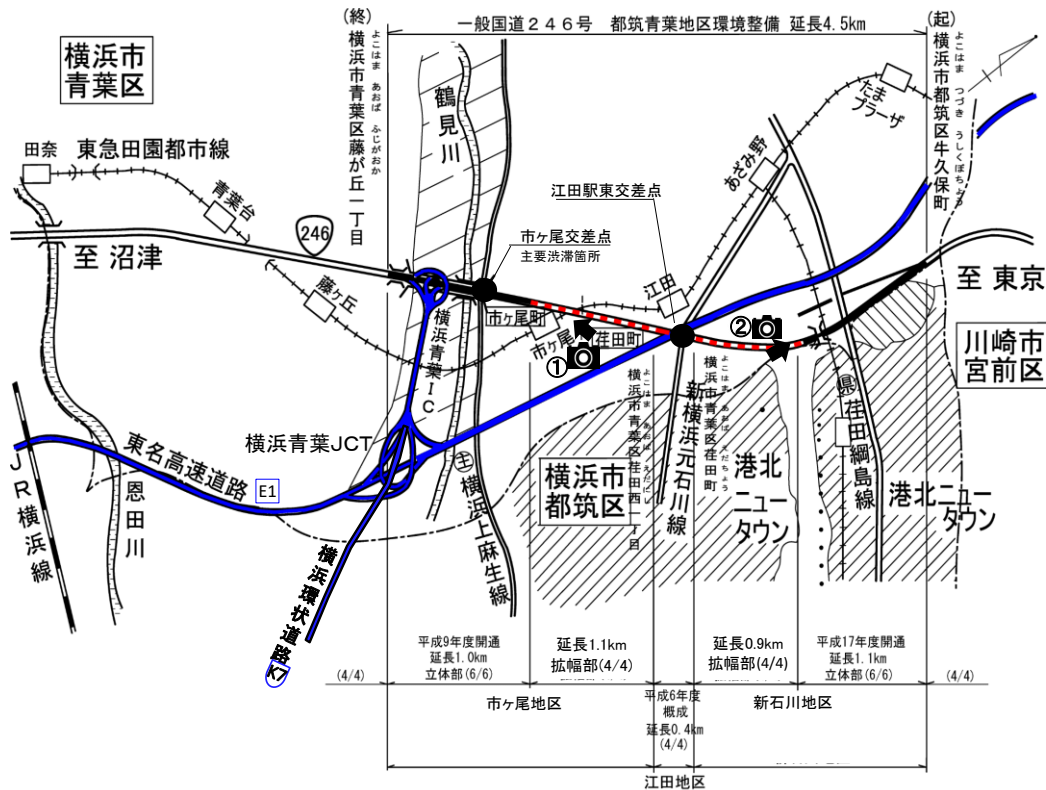 一般国道246号 都筑青葉地区環境整備 延長4.5km
(終)
横浜市青葉区藤が丘一丁目
よこはま あおば ふじがおか
(起)
横浜市都筑区牛久保町
よこはま つづき うしくぼちょう
横浜市
青葉区
鶴見川
たま
プラーザ
田奈
東急田園都市線
青葉台
あざみ野
江田駅東交差点
246
市ヶ尾交差点
主要渋滞箇所
至 沼津
藤ヶ丘
江田
至 東京
市ヶ尾町
市ヶ尾
荏田町
①
②
横浜青葉IC
川崎市
宮前区
横浜青葉JCT
東名高速道路
E1
JR横浜線
恩田川
主 横浜上麻生線
横浜市
都筑区
横浜市青葉区荏田西一丁目
よこはま あおば えだにし
新横浜元石川線
横浜市青葉区荏田町
よこはま あおば えだちょう
港北
ニュー
タウン
県 荏田綱島線
港北ニュー
タウン
横浜環状道路
K7
平成9年度開通
延長1.0km
立体部(6/6)
延長1.1km
拡幅部(4/4)
延長0.9km
拡幅部(4/4)
平成17年度開通
延長1.1km
立体部(6/6)
(4/4)
(4/4)
市ヶ尾地区
平成6年度
概成
延長0.4km
(4/4)
新石川地区
江田地区